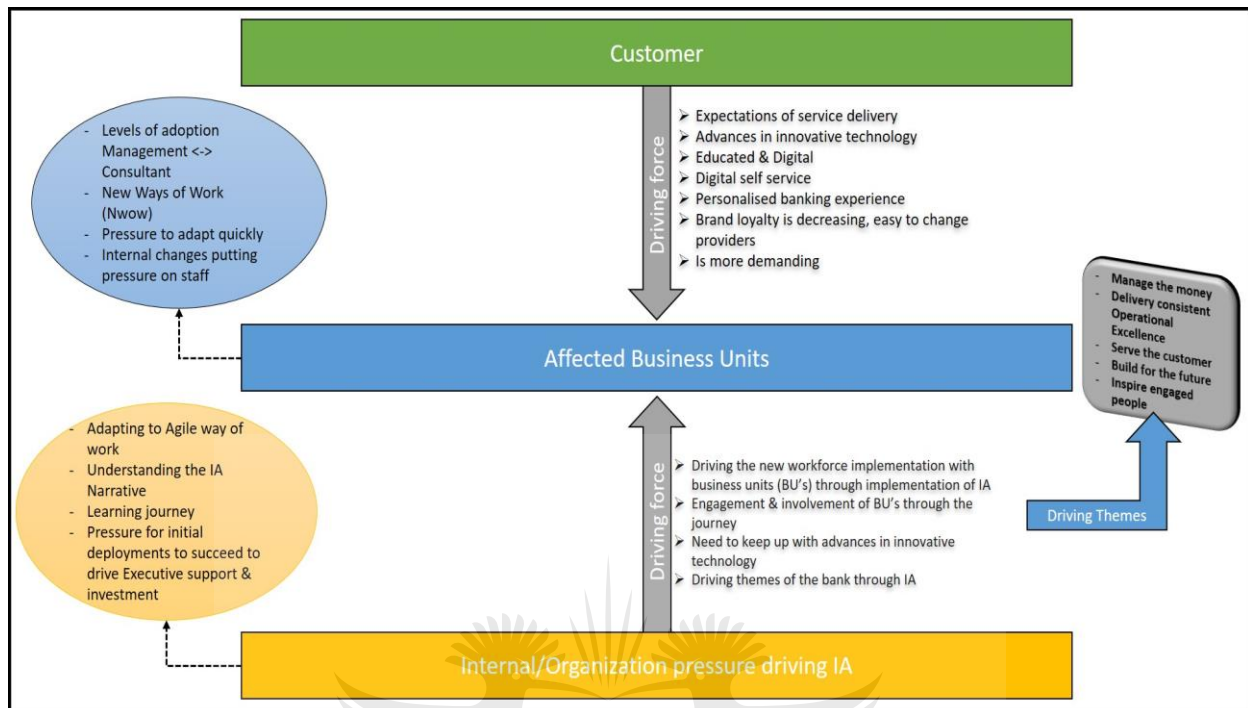 Customer
Driving force
➢ Expectations of service delivery
➢ Advances in innovative technology
➢ Educated & Digital
➢ Digital self service
➢ Personalised banking experience
➢ Brand loyalty is decreasing, easy to change
providers
➢ Is more demanding
- Levels of adoption
Management <->
Consultant
- New Ways of Work
(Nwow)
- Pressure to adapt quickly
- Internal changes putting
pressure on staff
Affected Business Units
- Manage the money
- Delivery consistent
Operational
Excellence
- Serve the customer
- Build for the future
- Inspire engaged
people
Driving Themes
- Adapting to Agile way of
work
- Understanding the IA
Narrative
- Learning journey
- Pressure for initial
deployments to succeed to
drive Executive support &
investment
Driving force
➢ Driving the new workforce implementation with
business units (BU's) through implementation of IA
➢ Engagement & involvement of BU's through the
journey
➢ Need to keep up with advances in innovative
technology
➢ Driving themes of the bank through IA
Internal/Organization pressure driving IA